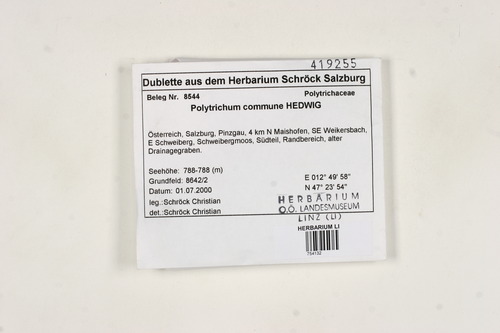 419255
Dublette aus dem Herbarium Schröck Salzburg
Beleg Nr. 8544 Polytrichaceae
Polytrichum commune HEDWIG
Österreich, Salzburg, Pinzgau, 4 km N Maishofen, SE Weikersbach,
E Schweiberg, Schweibergmoos, Südteil, Randbereich, alter
Drainagegraben.
Seehöhe: 788-788 (m) E 012° 49' 58"
Grundfeld: 8642/2 N 47° 23' 54"
Datum: 01.07.2000
leg.:Schröck Christian
det.:Schröck Christian
HERBARIUM
O.Ö. LANDESMUSEUM
LINZ (LI)
HERBARIUM LI
754132